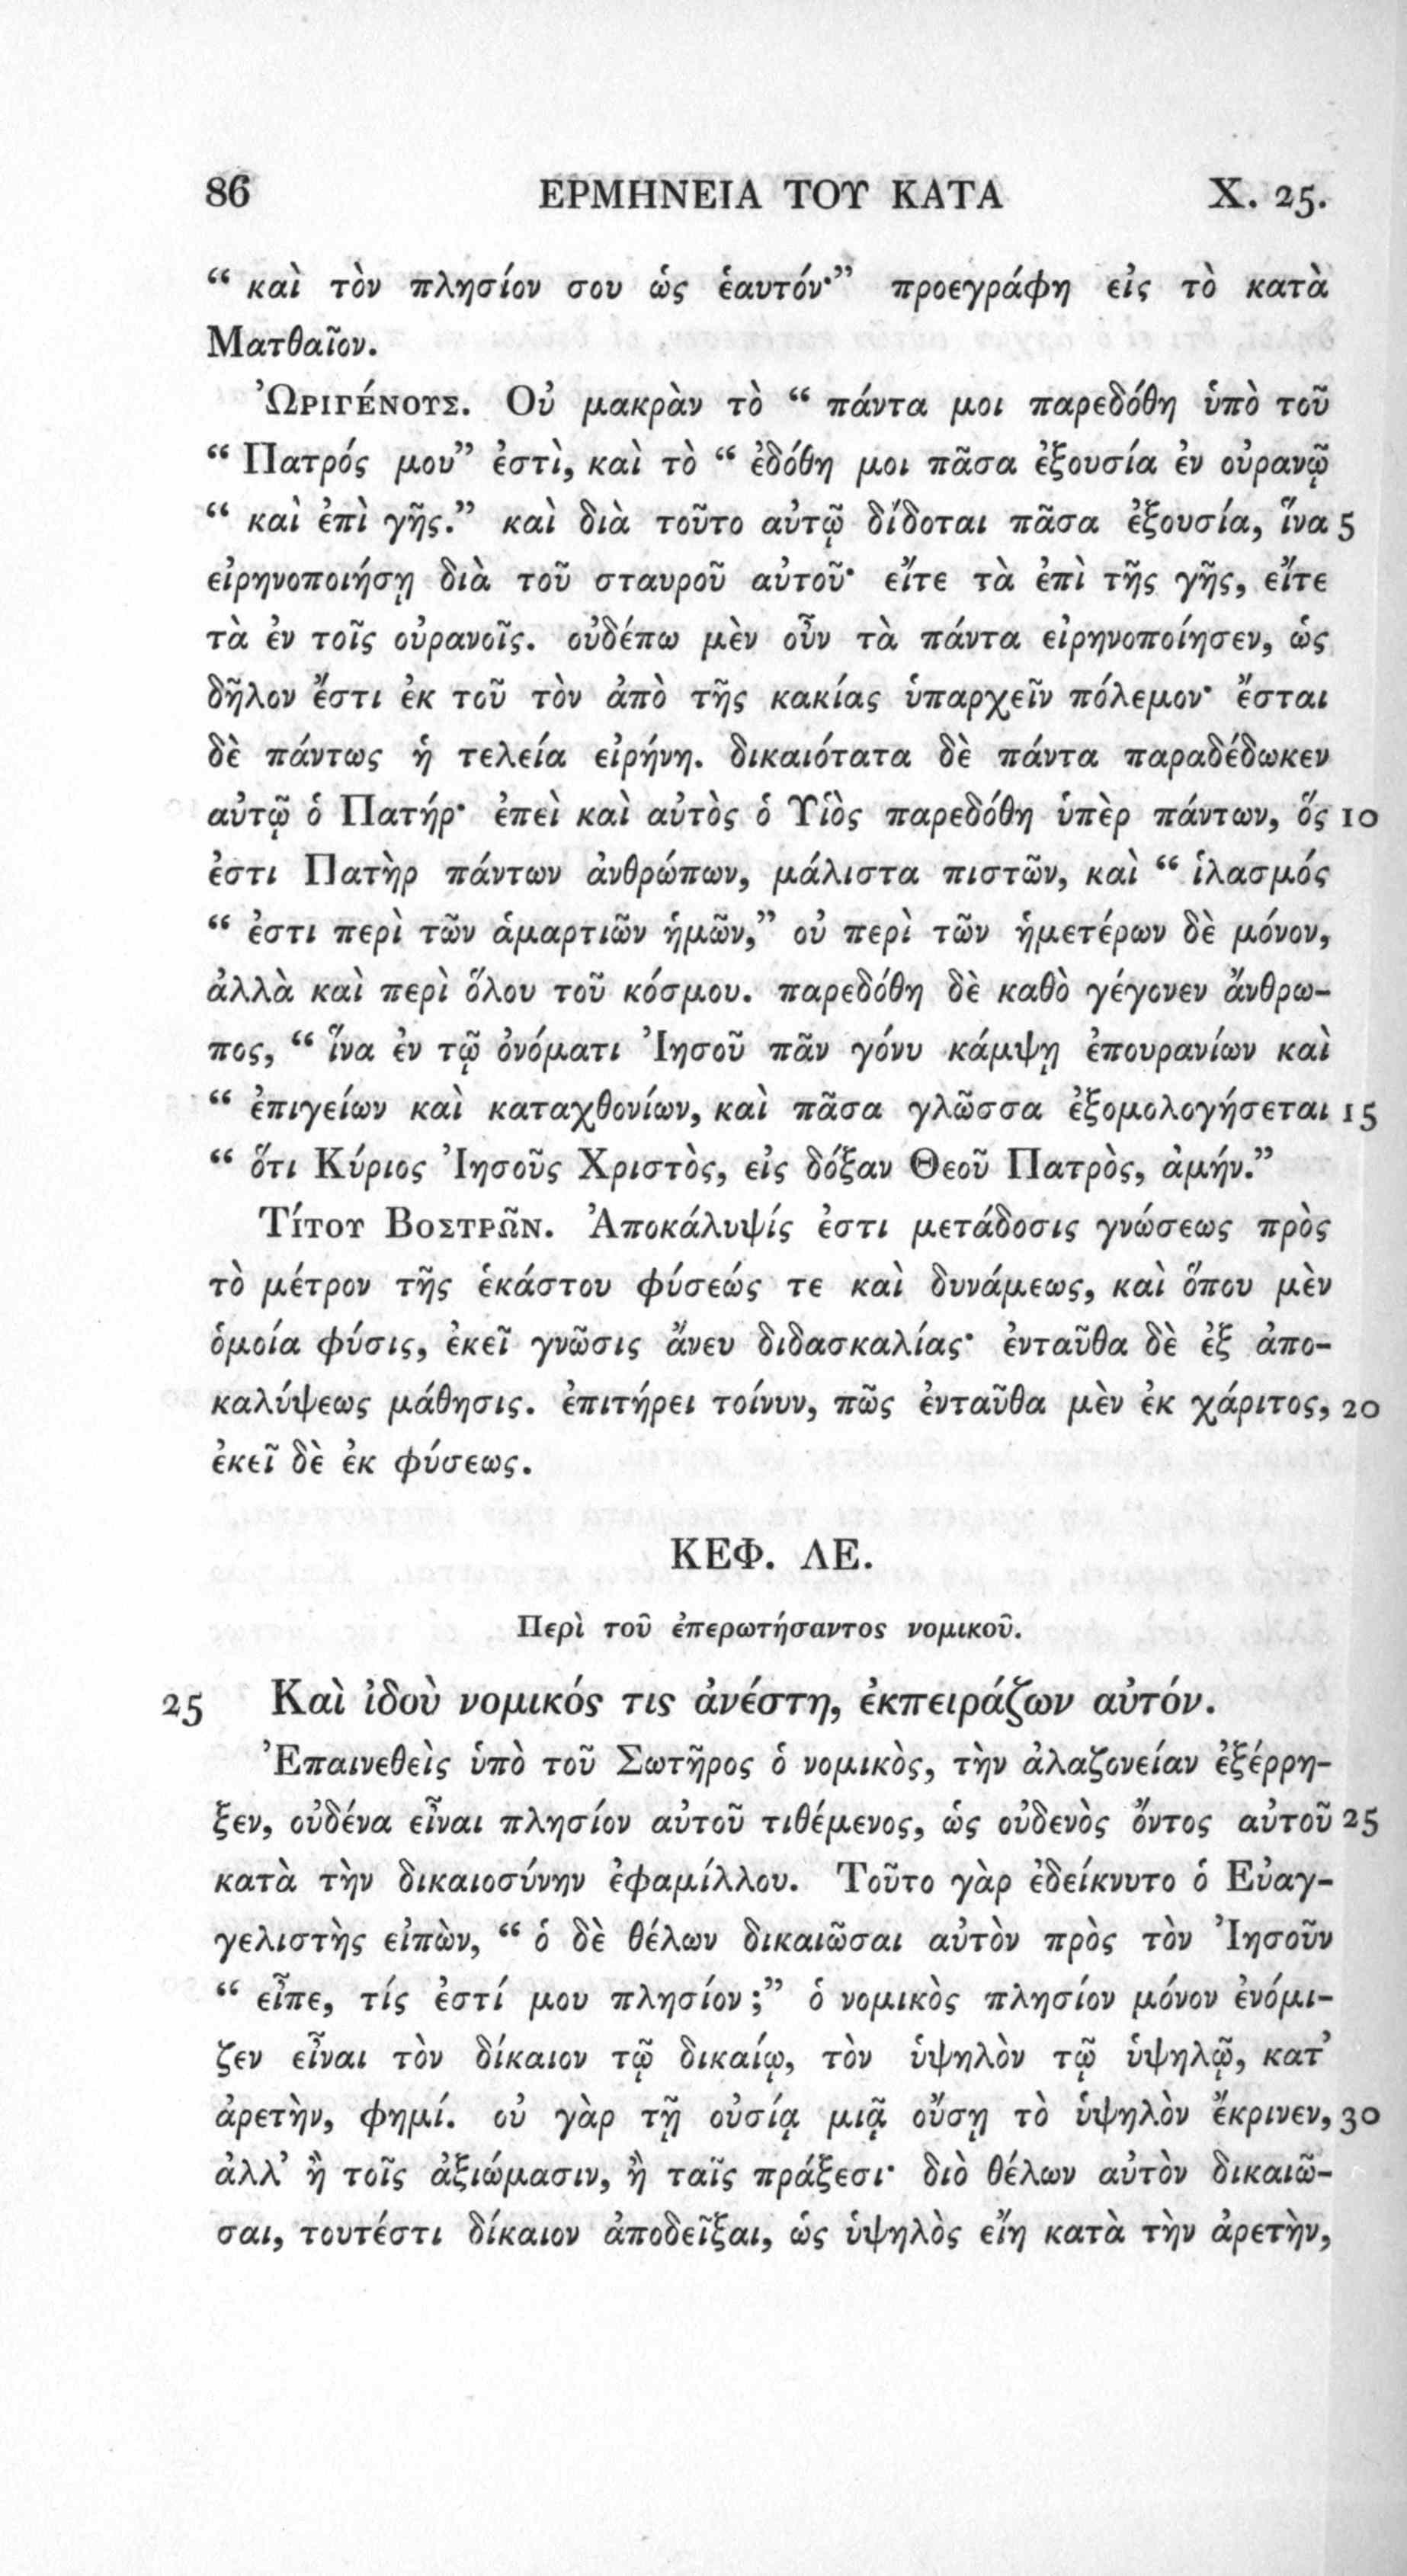 86 ΕΡΜΗΝΕΙΑ ΤΟΥ ΚΑΤΑ Χ. 25.
“ καὶ τὸν πλησίον σου ὡς ἑαυτόν·” προεγράφη εἰς τὸ κατὰ
Ματθαῖον.
ὨΡΙΓΈΝΟΥΣ. Οὐ μακρὰν τὸ “ πάντα μοι παρεδόθη ὑπὸ τοῦ
“ Πατρός μου” ἐστὶ, καὶ τὸ “ ἐδόθη μοι πᾶσα ἐξουσία ἐν οὐρανῷ
“ καὶ ἐπὶ γῆς.” καὶ διὰ τοῦτο αὐτῷ δίδοται πᾶσα ἐξουσία, ἵνα 5
εἰρηνοποιήσῃ διὰ τοῦ σταυροῦ αὐτοῦ· εἴτε τὰ ἐπὶ τῆς γῆς, εἴτε
τὰ ἐν τοῖς οὐρανοῖς. οὐδέπω μὲν οὖν τὰ πάντα εἰρηνοποίησεν, ὡς
δῆλον ἔστι ἐκ τοῦ τὸν ἀπὸ τῆς κακίας ὑπαρχεῖν πόλεμον· ἔσται
δὲ πάντως ἡ τελεία εἰρήνη. δικαιότατα δὲ πάντα παραδέδωκεν
αὐτῷ ὁ Πατήρ· ἐπεὶ καὶ αὐτὸς ὁ Υἱὸς παρεδόθη ὑπὲρ πάντων, ὅς 10
ἐστι Πατὴρ πάντων ἀνθρώπων, μάλιστα πιστῶν, καὶ “ ἱλασμός
“ ἐστι περὶ τῶν ἁμαρτιῶν ἡμῶν,” οὐ περὶ τῶν ἡμετέρων δὲ μόνον,
ἀλλὰ καὶ περὶ ὅλου τοῦ κόσμου. παρεδόθη δὲ καθὸ γέγονεν ἄνθρω-
πος, “ ἵνα ἐν τῷ ὀνόματι Ἰησοῦ πᾶν γόνυ κάμψῃ ἐπουρανίων καὶ
“ ἐπιγείων καὶ καταχθονίων, καὶ πᾶσα γλῶσσα ἐξομολογήσεται 15
“ ὅτι Κύριος Ἰησοῦς Χριστὸς, εἰς δόξαν Θεοῦ Πατρὸς, ἀμήν.”
ΤΊΤΟΥ ΒΟΣΤΡΩ͂Ν. Ἀποκάλυψίς ἐστι μετάδοσις γνώσεως πρὸς
τὸ μέτρον τῆς ἑκάστου φύσεώς τε καὶ δυνάμεως, καὶ ὅπου μὲν
ὁμοία φύσις, ἐκεῖ γνῶσις ἄνευ διδασκαλίας· ἐνταῦθα δὲ ἐξ ἀπο-
καλύψεως μάθησις. ἐπιτήρει τοίνυν, πῶς ἐνταῦθα μὲν ἐκ χάριτος, 20
ἐκεῖ δὲ ἐκ φύσεως.
ΚΕΦ. ΛΕ.
Περὶ τοῦ ἐπερωτήσαντος νομικοῦ.
25 Καὶ ἰδοὺ νομικός τις ἀνέστη, ἐκπειράζων αὐτόν.
Ἐπαινεθεὶς ὑπὸ τοῦ Σωτῆρος ὁ νομικὸς, τὴν ἀλαζονείαν ἐξέρρη-
ξεν, οὐδένα εἶναι πλησίον αὐτοῦ τιθέμενος, ὡς οὐδενὸς ὄντος αὐτοῦ 25
κατὰ τὴν δικαιοσύνην ἐφαμίλλου. Τοῦτο γὰρ ἐδείκνυτο ὁ Εὐαγ-
γελιστὴς εἰπὼν, “ ὁ δὲ θέλων δικαιῶσαι αὐτὸν πρὸς τὸν Ἰησοῦν
“ εἶπε, τίς ἐστί μου πλησίον ;” ὁ νομικὸς πλησίον μόνον ἐνόμι-
ζεν εἶναι τὸν δίκαιον τῷ δικαίῳ, τὸν ὑψηλὸν τῷ ὑψηλῷ, κατ’
ἀρετὴν, φημί. οὐ γὰρ τῇ οὐσίᾳ μιᾷ οὔσῃ τὸ ὑψηλὸν ἔκρινεν, 30
ἀλλ’ ἢ τοῖς ἀξιώμασιν, ἢ ταῖς πράξεσι· διὸ θέλων αὐτὸν δικαιῶ-
σαι, τουτέστι δίκαιον ἀποδεῖξαι, ὡς ὑψηλὸς εἴη κατὰ τὴν ἀρετὴν,